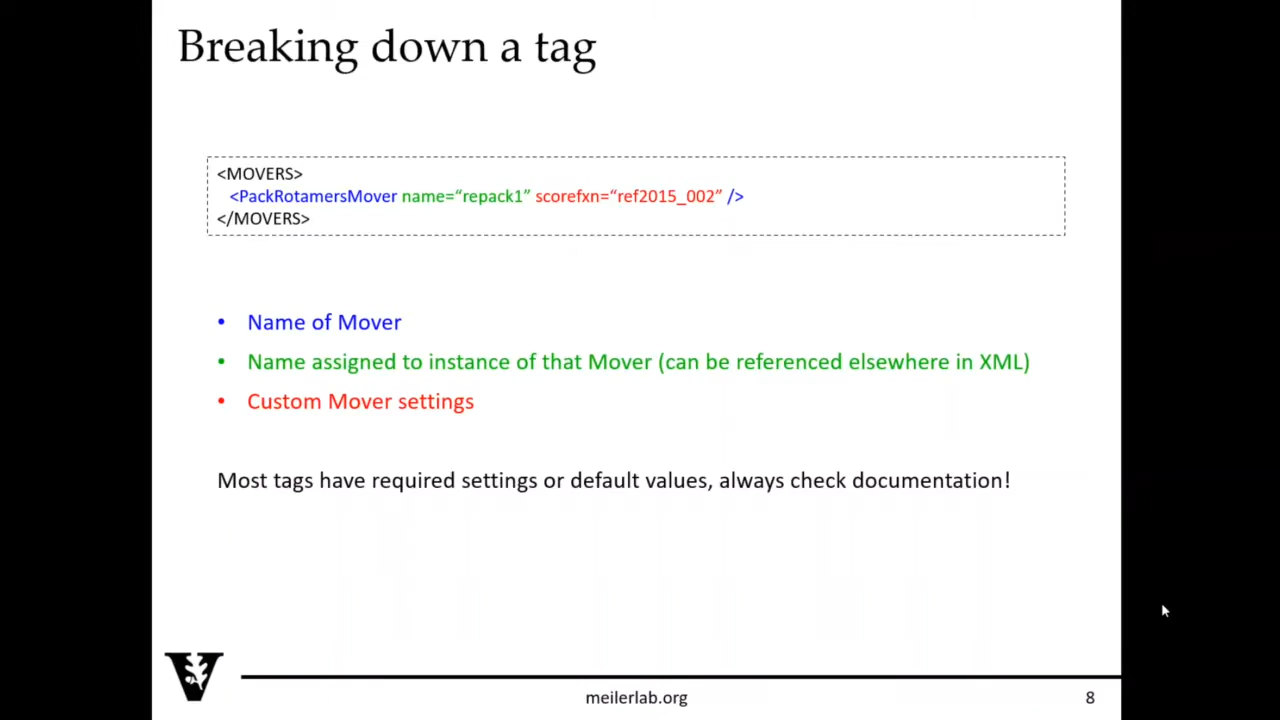 Breaking down a tag
<MOVERS>
<PackRotamersMover name=“repack1” scorefxn=“ref2015_002” />
</MOVERS>
• Name of Mover
• Name assigned to instance of that Mover (can be referenced elsewhere in XML)
• Custom Mover settings
Most tags have required settings or default values, always check documentation!
V
meilerlab.org
8